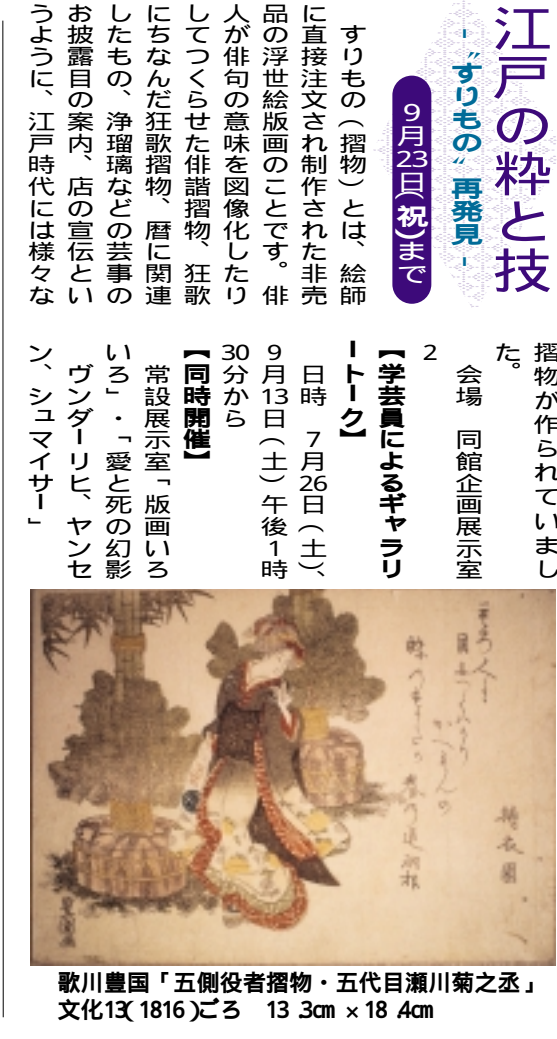 江戸の粋と技
-〝すりもの〟再発見-
9月23日(祝)まで
すりもの(摺物)とは、絵師
に直接注文され制作された非売
品の浮世絵版画のことです。俳
人が俳句の意味を図像化したり
してつくらせた俳諧摺物、狂歌
にちなんだ狂歌摺物、暦に関連
したもの、浄瑠璃などの芸事の
お披露目の案内、店の宣伝とい
うように、江戸時代には様々な
摺物が作られていまし
た。
会場 同館企画展示室
2
【学芸員によるギャラリ
ートーク】
日時 7月26日(土)、
9月13日(土)午後1時
30分から
【同時開催】
常設展示室「版画いろ
いろ」・「愛と死の幻影
ヴンダーリヒ、ヤンセ
ン、シュマイサー」
歌川豊国「五側役者摺物・五代目瀬川菊之丞」
文化13(1816)ごろ 13.3cm×18.4cm